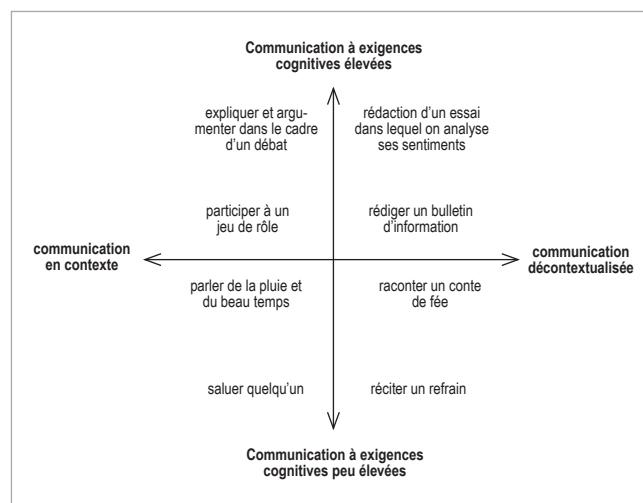 Communication à exigences
cognitives élevées
expliquer et argu-
menter dans le cadre
d'un débat
rédaction d'un essai
dans lequel on analyse
ses sentiments
participer à un
jeu de rôle
rédiger un bulletin
d'information
communication
en contexte
communication
décontextualisée
parler de la pluie et
du beau temps
raconter un conte
de fée
saluer quelqu'un
réciter un refrain
Communication à exigences
cognitives peu élevées